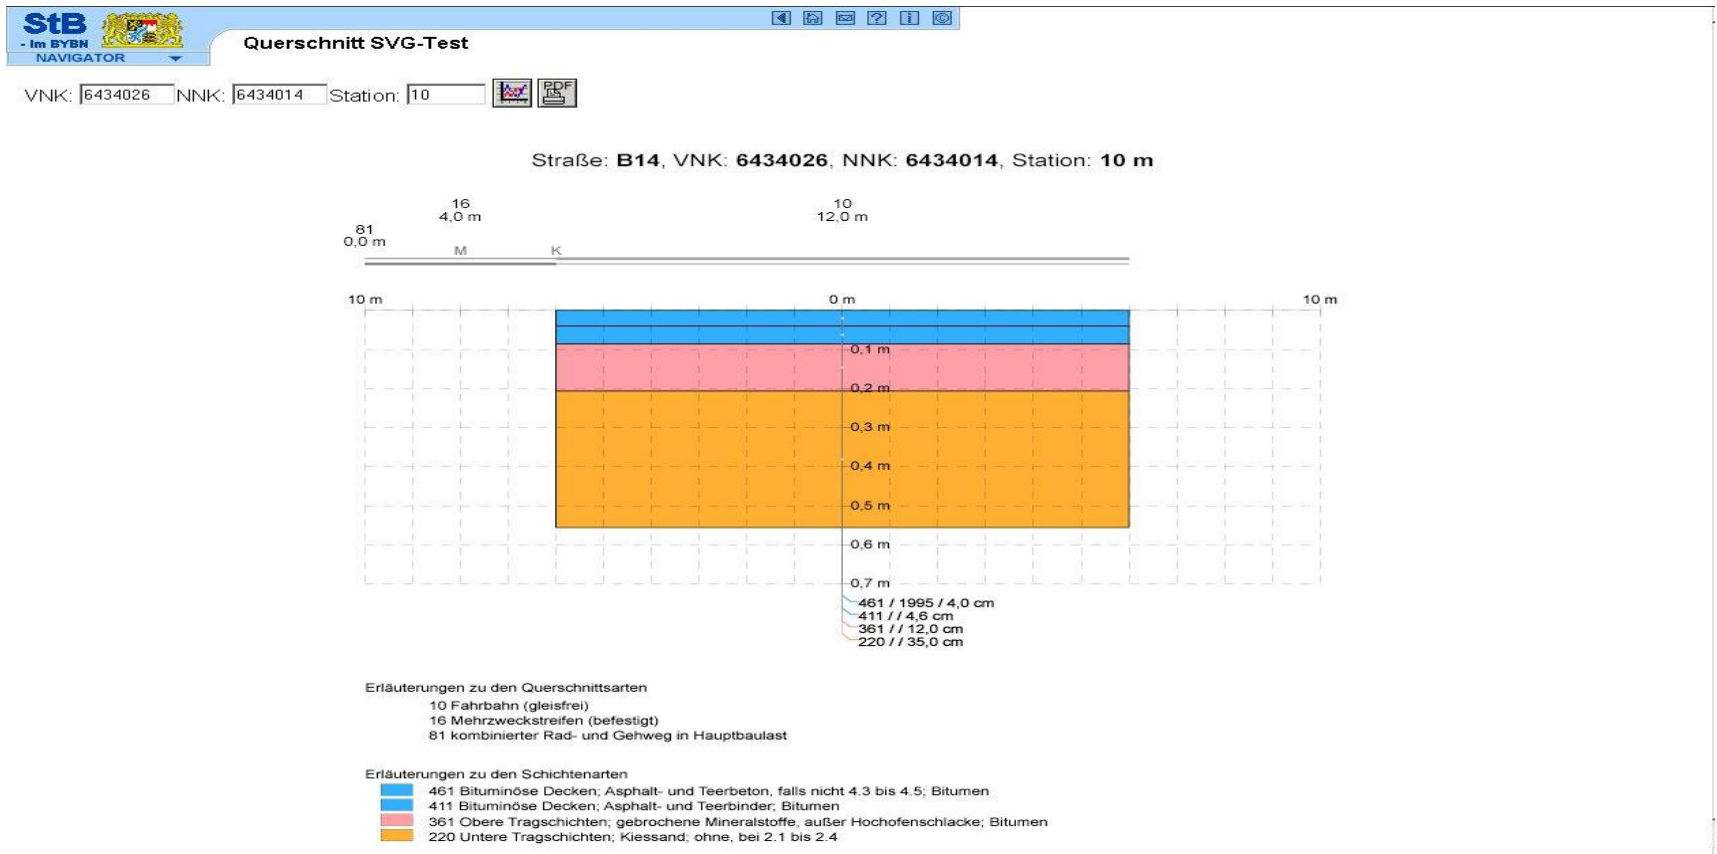 StB
- Im BYBN
NAVIGATOR
Querschnitt SVG-Test
VNK: 6434026 NNK: 6434014 Station: 10
PDF
Straße: B14, VNK: 6434026, NNK: 6434014, Station: 10 m
16 10
4,0 m 12,0 m
81
0,0 m
M K
10 m 0 m 10 m
0,1 m
0,2 m
0,3 m
0,4 m
0,5 m
0,6 m
0,7 m
461 / 1995 / 4,0 cm
411 / / 4,6 cm
361 / / 12,0 cm
220 / / 35,0 cm
Erläuterungen zu den Querschnittsarten
10 Fahrbahn (gleisfrei)
16 Mehrzweckstreifen (befestigt)
81 kombinierter Rad- und Gehweg in Hauptbaulast
Erläuterungen zu den Schichtenarten
461 Bituminöse Decken; Asphalt- und Teerbeton, falls nicht 4.3 bis 4.5; Bitumen
411 Bituminöse Decken; Asphalt- und Teerbinder; Bitumen
361 Obere Tragschichten; gebrochene Mineralstoffe, außer Hochofenschlacke; Bitumen
220 Untere Tragschichten; Kiessand; ohne, bei 2.1 bis 2.4